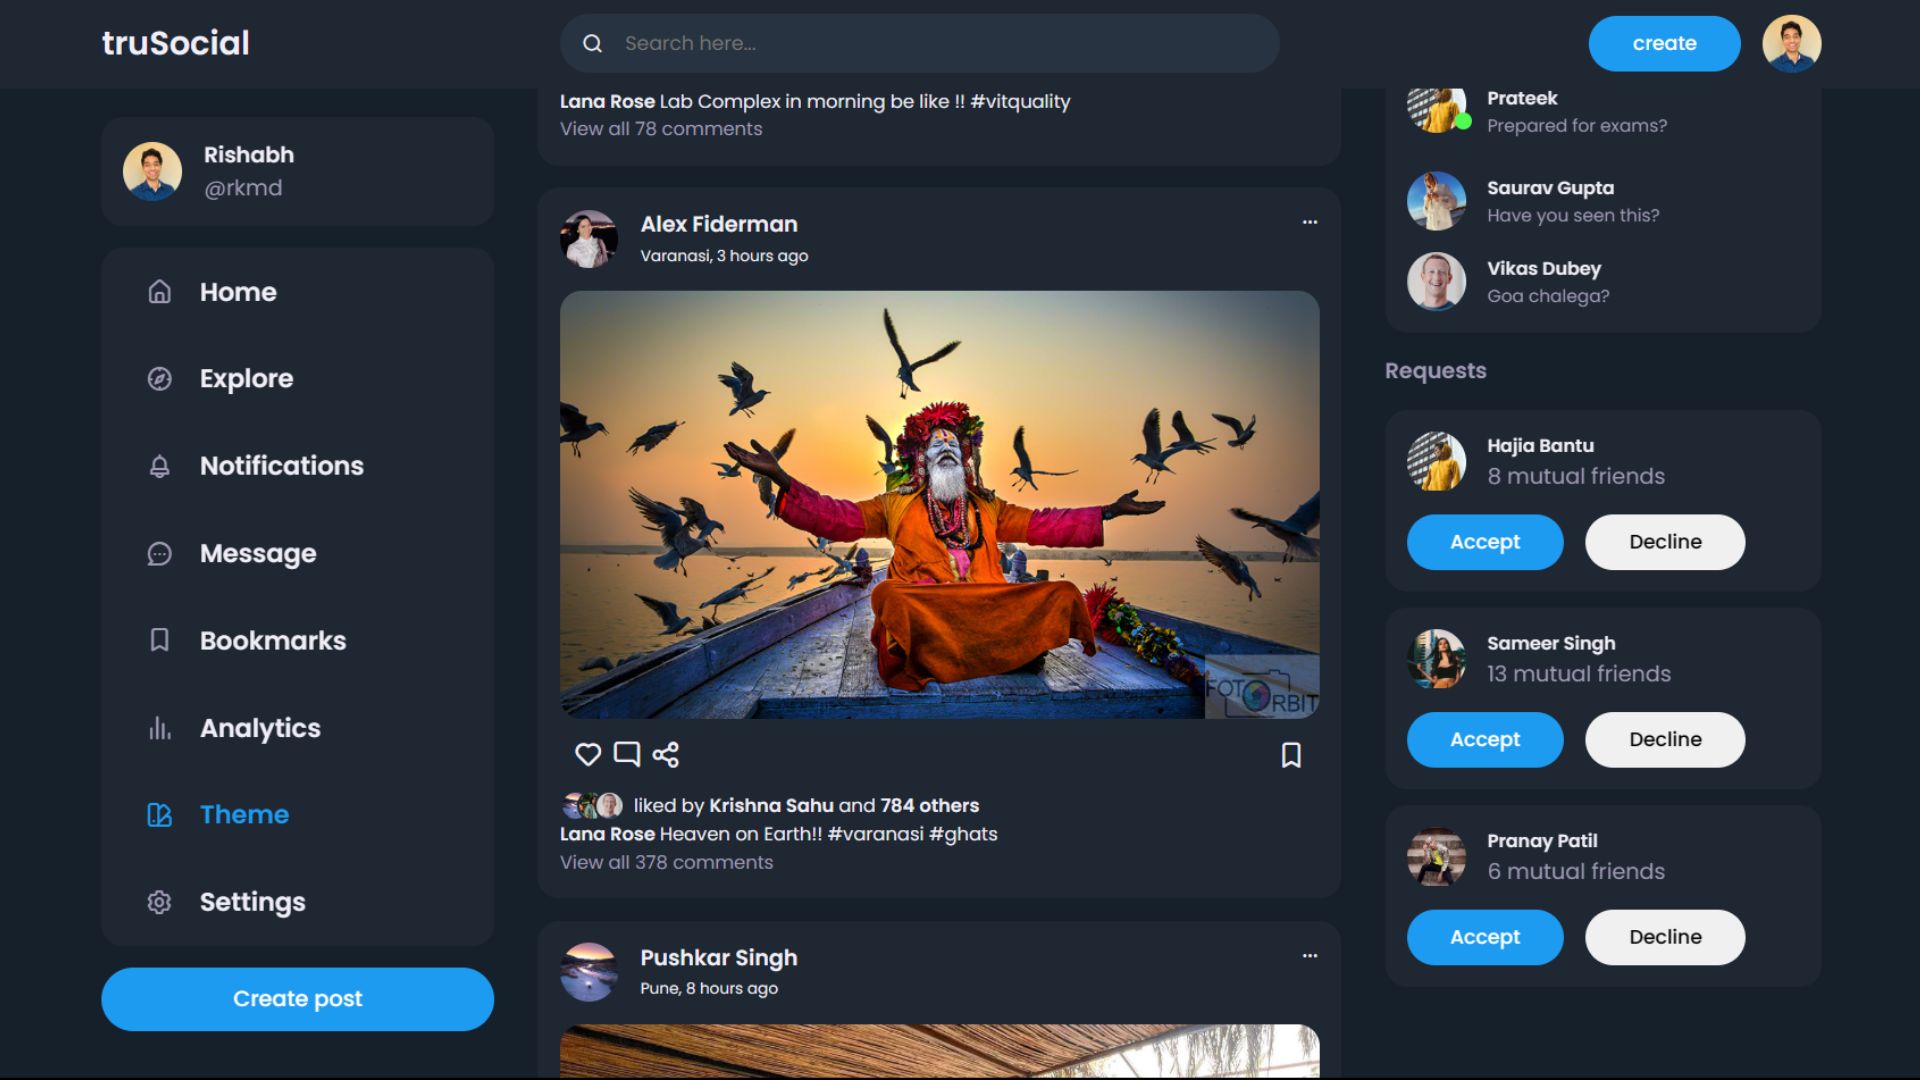 truSocial
Search here...
create
Rishabh
@rkmd
Home
Explore
Notifications
Message
Bookmarks
Analytics
Theme
Settings
Create post
Lana Rose Lab Complex in morning be like !! #vitquality
View all 78 comments
Alex Fiderman
Varanasi, 3 hours ago
FOTORBIT
liked by Krishna Sahu and 784 others
Lana Rose Heaven on Earth!! #varanasi #ghats
View all 378 comments
Pushkar Singh
Pune, 8 hours ago
Prateek
Prepared for exams?
Saurav Gupta
Have you seen this?
Vikas Dubey
Goa chalega?
Requests
Hajia Bantu
8 mutual friends
Accept Decline
Sameer Singh
13 mutual friends
Accept Decline
Pranay Patil
6 mutual friends
Accept Decline